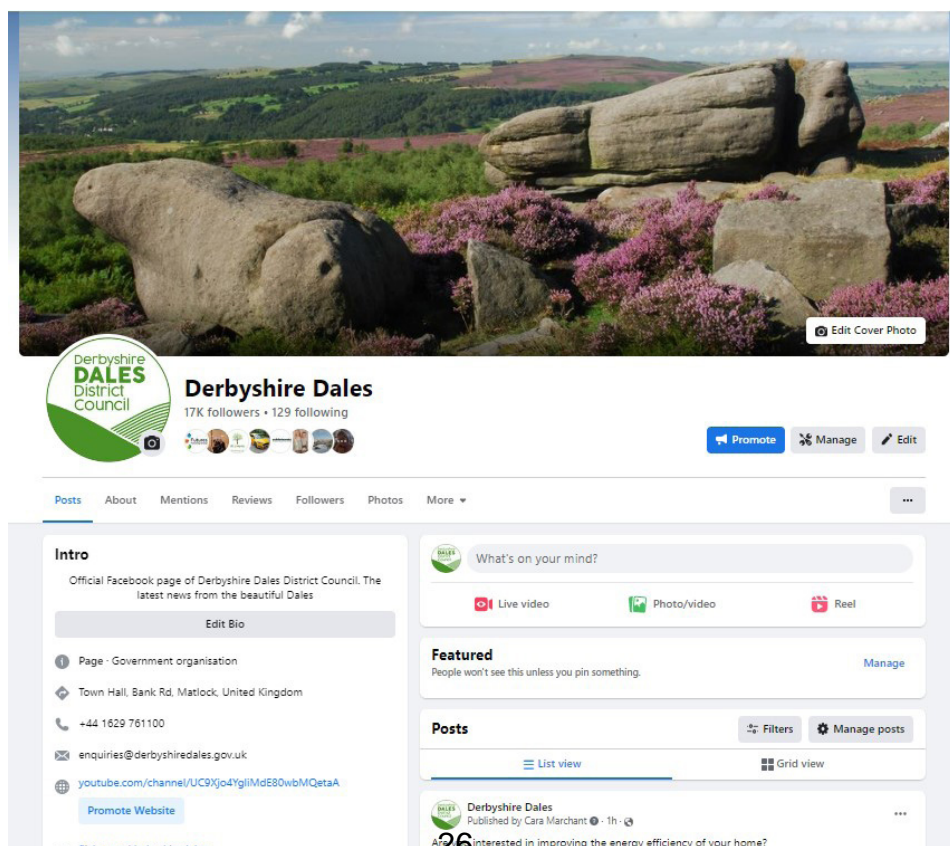 Edit Cover Photo
Derbyshire
DALES
District
Council
Derbyshire Dales
17K followers • 129 following
Promote
Manage
Edit
Posts
About
Mentions
Reviews
Followers
Photos
More
Intro
Official Facebook page of Derbyshire Dales District Council. The
latest news from the beautiful Dales
Edit Bio
Page · Government organisation
Town Hall, Bank Rd, Matlock, United Kingdom
+44 1629 761100
enquiries@derbyshiredales.gov.uk
youtube.com/channel/UC9Xjo4YgliMdE80wbMQetaA
Promote Website
What's on your mind?
Live video
Photo/video
Reel
Featured
People won't see this unless you pin something.
Manage
Posts
Filters
Manage posts
List view
Grid view
Derbyshire Dales
Published by Cara Marchant · 1h ·
Are you interested in improving the energy efficiency of your home?
26